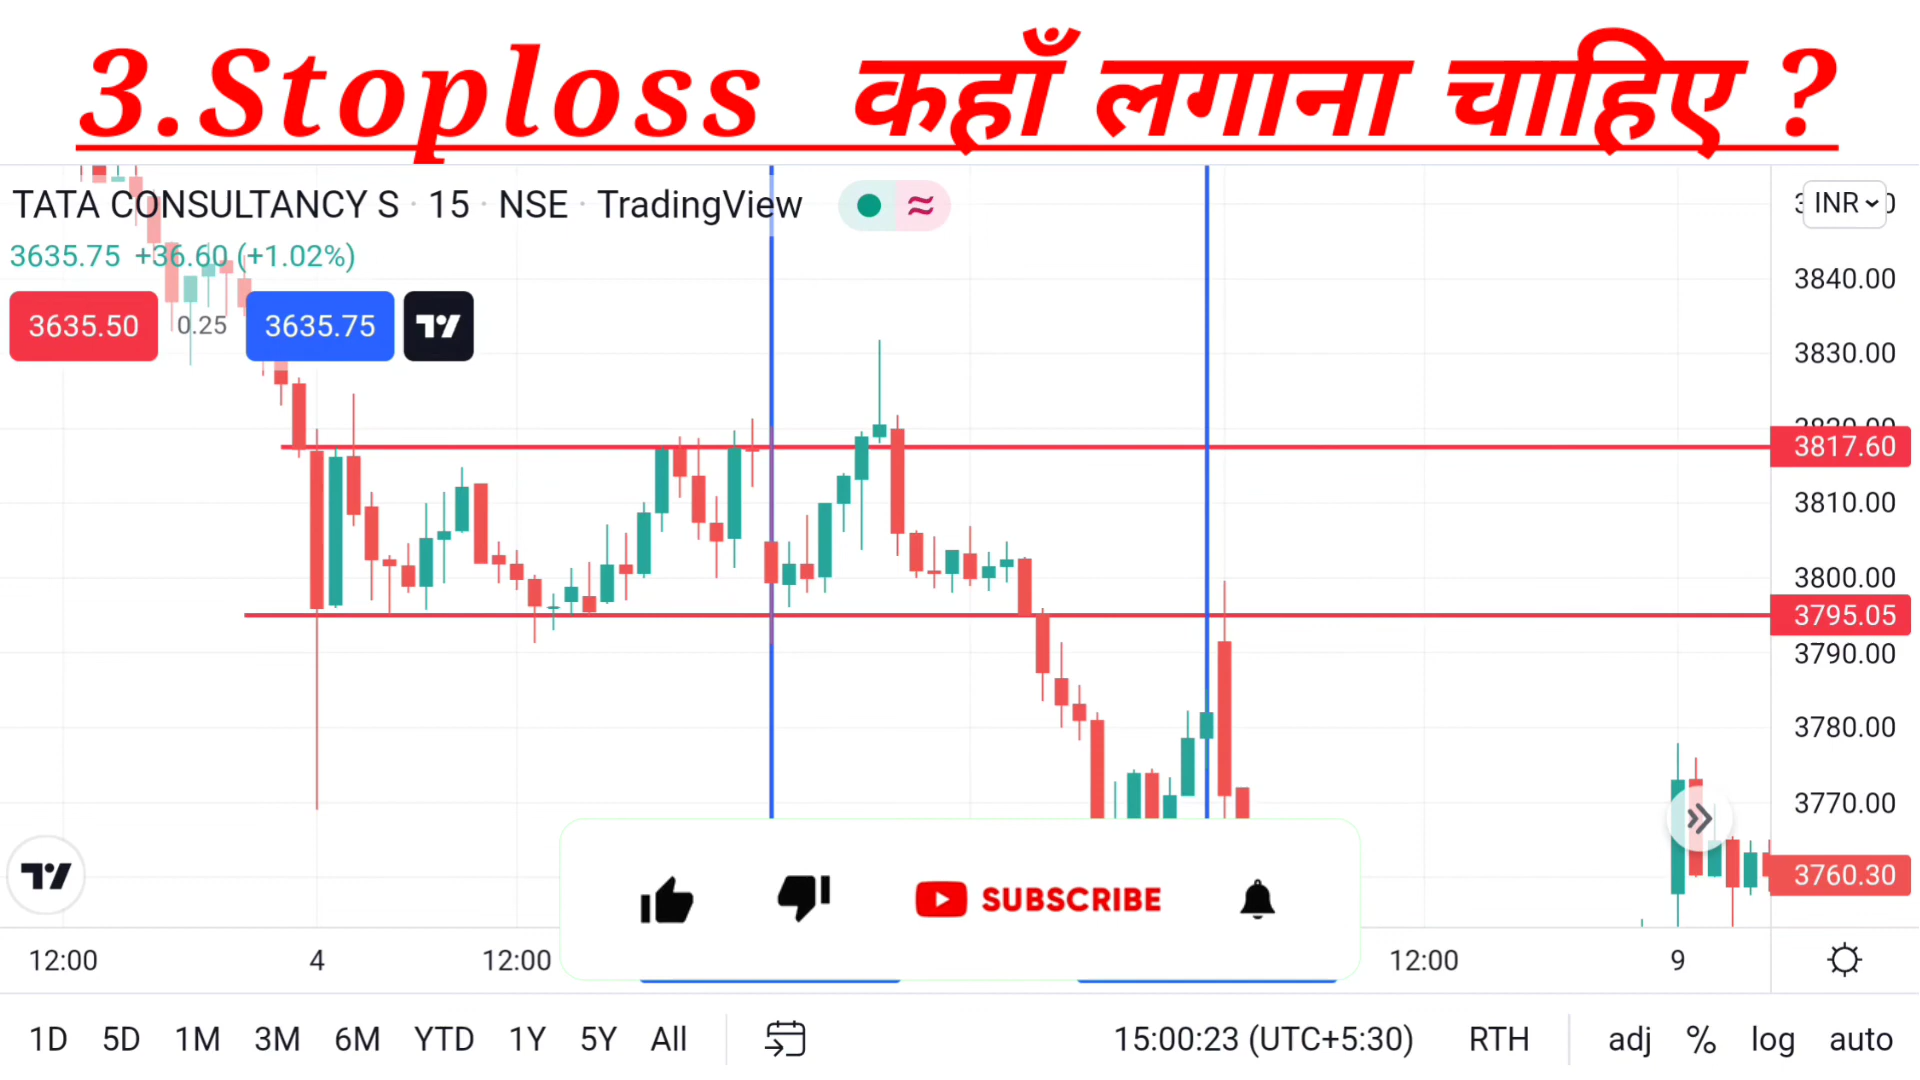 3.Stoploss कहाँ लगाना चाहिए ?
TATA CONSULTANCY S · 15 · NSE · TradingView
INR
3635.75 +36.60 (+1.02%)
3635.50 0.25 3635.75
3840.00
3830.00
3817.60
3810.00
3800.00
3795.05
3790.00
3780.00
3770.00
3760.30
SUBSCRIBE
12:00 4 12:00 12:00 9
1D 5D 1M 3M 6M YTD 1Y 5Y All 15:00:23 (UTC+5:30) RTH adj % log auto